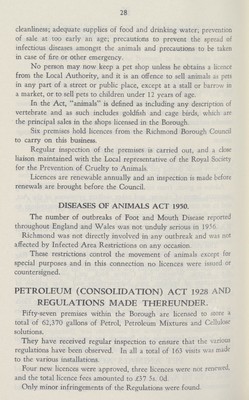 28
cleanliness; adequate supplies of food and drinking water; prevention
of sale at too early an age; precautions to prevent the spread of
infectious diseases amongst the animals and precautions to be taken
in case of fire or other emergency.
No person may now keep a pet shop unless he obtains a licence
from the Local Authority, and it is an offence to sell animals as pets
in any part of a street or public place, except at a stall or barrow in
a market, or to sell pets to children under 12 years of age.
In the Act, "animals" is defined as including any description of
vertebrate and as such includes goldfish and cage birds, which are
the principal sales in the shops licensed in the Borough.
Six premises hold licences from the Richmond Borough Council
to carry on this business.
Regular inspection of the premises is carried out, and a close
liaison maintained with the Local representative of the Royal Society
for the Prevention of Cruelty to Animals.
Licences are renewable annually and an inspection is made before
renewals are brought before the Council.
DISEASES OF ANIMALS ACT 1950.
The number of outbreaks of Foot and Mouth Disease reported
throughout England and Wales was not unduly serious in 1956.
Richmond was not directly involved in any outbreak and was not
affected by Infected Area Restrictions on any occasion.
These restrictions control the movement of animals except for
special purposes and in this connection no licences were issued or
countersigned.
PETROLEUM (CONSOLIDATION) ACT 1928 AND
REGULATIONS MADE THEREUNDER.
Fifty-seven premises within the Borough are licensed to store a
total of 62,370 gallons of Petrol, Petroleum Mixtures and Cellulose
solutions.
They have received regular inspection to ensure that the various
regulations have been observed. In all a total of 163 visits was made
to the various installations.
Four new licences were approved, three licences were not renewed,
and the total licence fees amounted to £37 5s. 0d.
Only minor infringements of the Regulations were found.